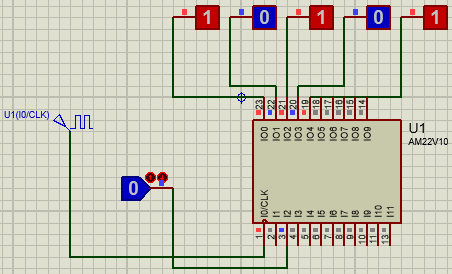 1 0 1 0 1
U1(I0/CLK)
23 22 21 20 19 18 17 16 15 14
IO0 IO1 IO2 IO3 IO4 IO5 IO6 IO7 IO8 IO9
U1
AM22V10
0
I0/CLK I1 I2 I3 I4 I5 I6 I7 I8 I9 I10 I11
1 2 3 4 5 6 7 8 9 10 11 13